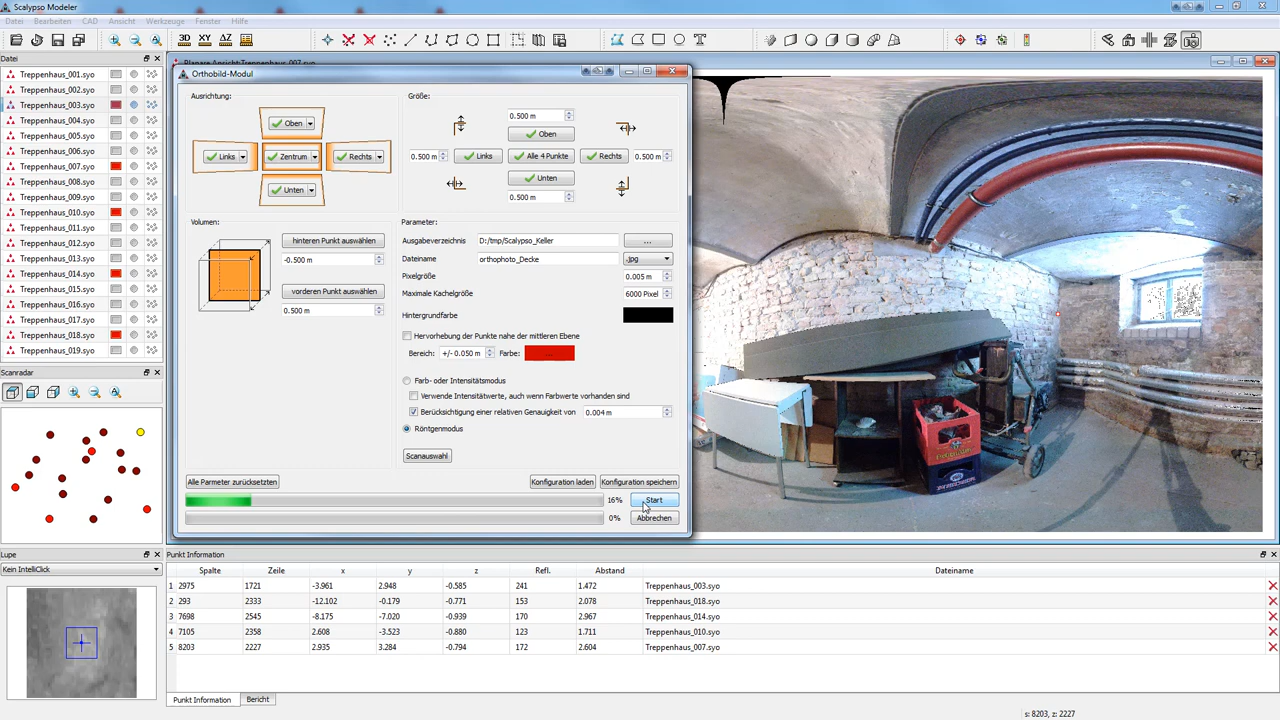 Scalypso Modeler
Datei Bearbeiten CAD Ansicht Werkzeuge Fenster Hilfe
3D XY ΔZ
Datei
Planare Ansicht:Treppenhaus_007.syo
Treppenhaus_001.syo
Treppenhaus_002.syo
Treppenhaus_003.syo
Treppenhaus_004.syo
Treppenhaus_005.syo
Treppenhaus_006.syo
Treppenhaus_007.syo
Treppenhaus_008.syo
Treppenhaus_009.syo
Treppenhaus_010.syo
Treppenhaus_011.syo
Treppenhaus_012.syo
Treppenhaus_013.syo
Treppenhaus_014.syo
Treppenhaus_015.syo
Treppenhaus_016.syo
Treppenhaus_017.syo
Treppenhaus_018.syo
Treppenhaus_019.syo
Scanradar
Lupe
Kein IntelliClick
Orthobild-Modul
Ausrichtung:
Oben
Links Zentrum Rechts
Unten
Größe:
0.500 m
Oben
0.500 m Links Alle 4 Punkte Rechts 0.500 m
Unten
0.500 m
Volumen:
hinteren Punkt auswählen
-0.500 m
vorderen Punkt auswählen
0.500 m
Parameter:
Ausgabeverzeichnis D:/tmp/Scalypso_Keller ...
Dateiname orthophoto_Decke .jpg
Pixelgröße 0.005 m
Maximale Kachelgröße 6000 Pixel
Hintergrundfarbe
Hervorhebung der Punkte nahe der mittleren Ebene
Bereich: +/- 0.050 m Farbe: ...
Farb- oder Intensitätsmodus
Verwende Intensitätwerte, auch wenn Farbwerte vorhanden sind
Berücksichtigung einer relativen Genauigkeit von 0.004 m
Röntgenmodus
Scanauswahl
Alle Parmeter zurücksetzten Konfiguration laden Konfiguration speichern
16% Start
0% Abbrechen
Punkt Information
Spalte Zeile x y z Refl. Abstand Dateiname
1 2975 1721 -3.961 2.948 -0.585 241 1.472 Treppenhaus_003.syo
2 293 2333 -12.102 -0.179 -0.771 153 2.078 Treppenhaus_018.syo
3 7698 2545 -8.175 -7.020 -0.939 170 2.967 Treppenhaus_014.syo
4 7105 2358 2.608 -3.523 -0.880 123 1.711 Treppenhaus_010.syo
5 8203 2227 2.935 3.284 -0.794 172 2.604 Treppenhaus_007.syo
Punkt Information Bericht
s: 8203, z: 2227